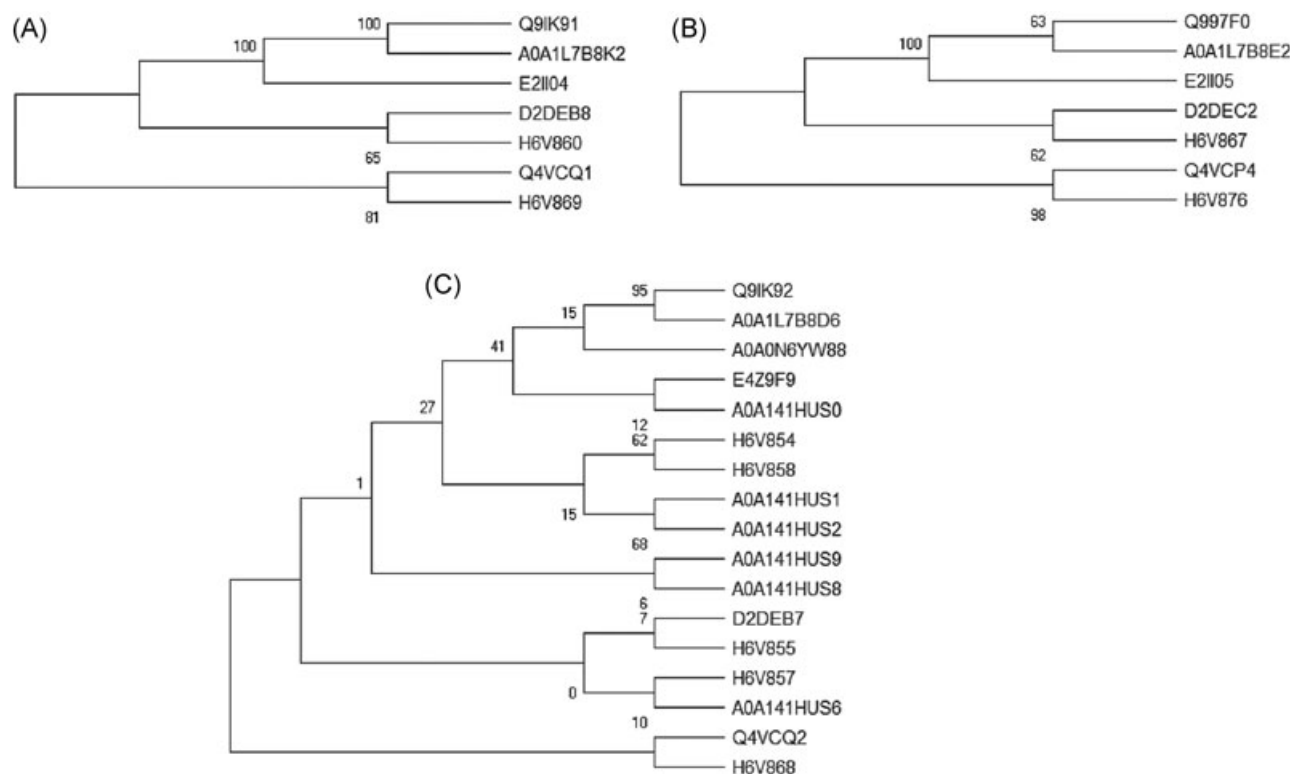 (A)
100
100
Q9IK91
A0A1L7B8K2
E2II04
D2DEB8
H6V860
65
Q4VCQ1
H6V869
81
(B)
63
100
Q997F0
A0A1L7B8E2
E2II05
D2DEC2
H6V867
62
Q4VCP4
H6V876
98
(C)
95
Q9IK92
15
A0A1L7B8D6
41
A0A0N6YW88
E4Z9F9
27
A0A141HUS0
12
62
H6V854
H6V858
1
A0A141HUS1
15
A0A141HUS2
68
A0A141HUS9
A0A141HUS8
6
7
D2DEB7
H6V855
H6V857
0
A0A141HUS6
10
Q4VCQ2
H6V868